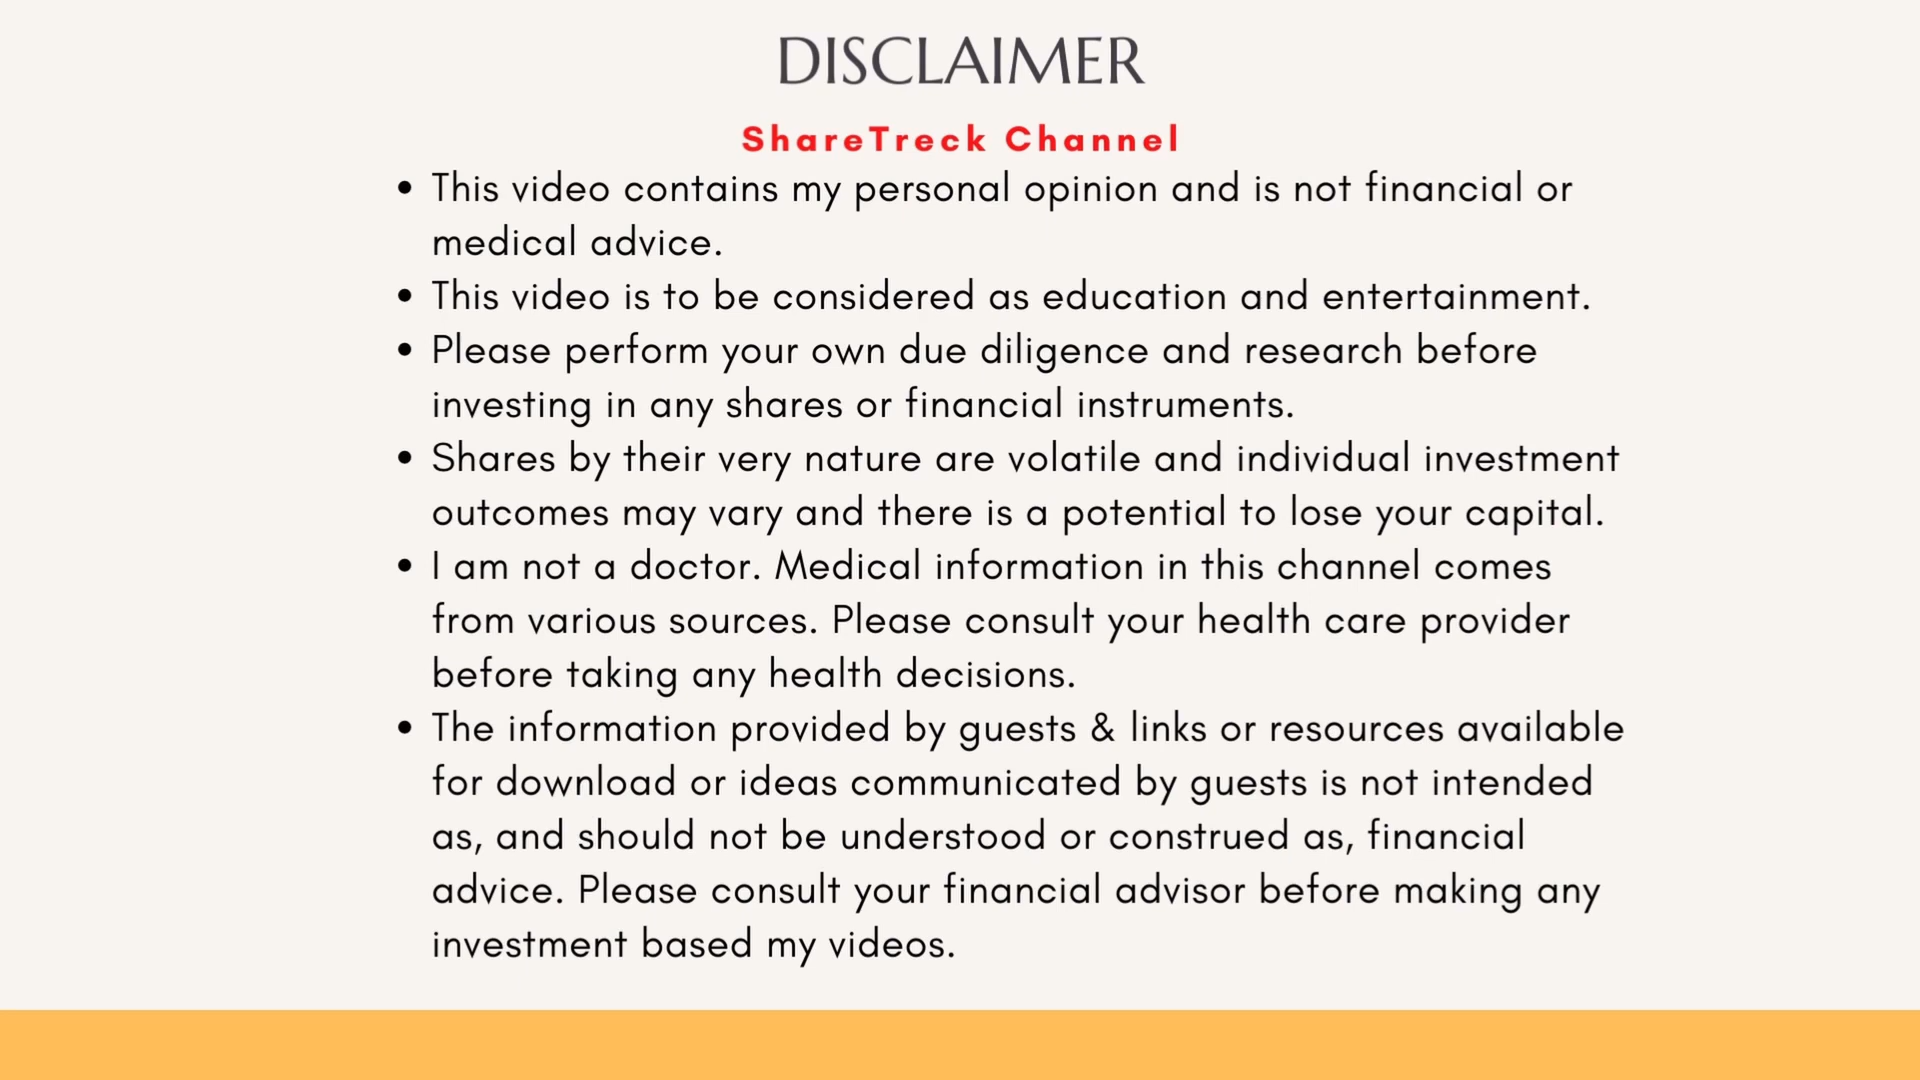 DISCLAIMER
ShareTreck Channel
• This video contains my personal opinion and is not financial or
medical advice.
• This video is to be considered as education and entertainment.
• Please perform your own due diligence and research before
investing in any shares or financial instruments.
• Shares by their very nature are volatile and individual investment
outcomes may vary and there is a potential to lose your capital.
• I am not a doctor. Medical information in this channel comes
from various sources. Please consult your health care provider
before taking any health decisions.
• The information provided by guests & links or resources available
for download or ideas communicated by guests is not intended
as, and should not be understood or construed as, financial
advice. Please consult your financial advisor before making any
investment based my videos.